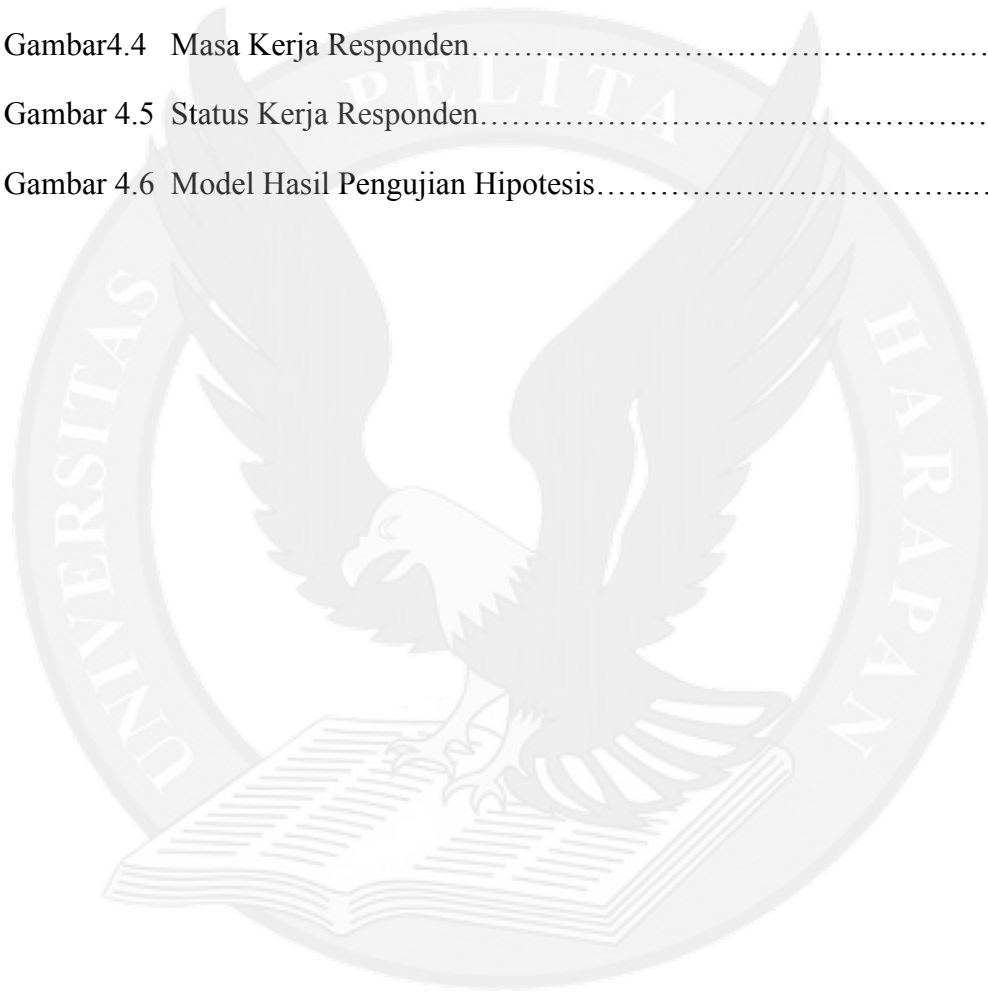 Gambar4.4 Masa Kerja Responden……………………………………………….…
Gambar 4.5 Status Kerja Responden…………………………………………….…
Gambar 4.6 Model Hasil Pengujian Hipotesis………………….…………..…
UNIVERSITAS PELITA HARAPAN